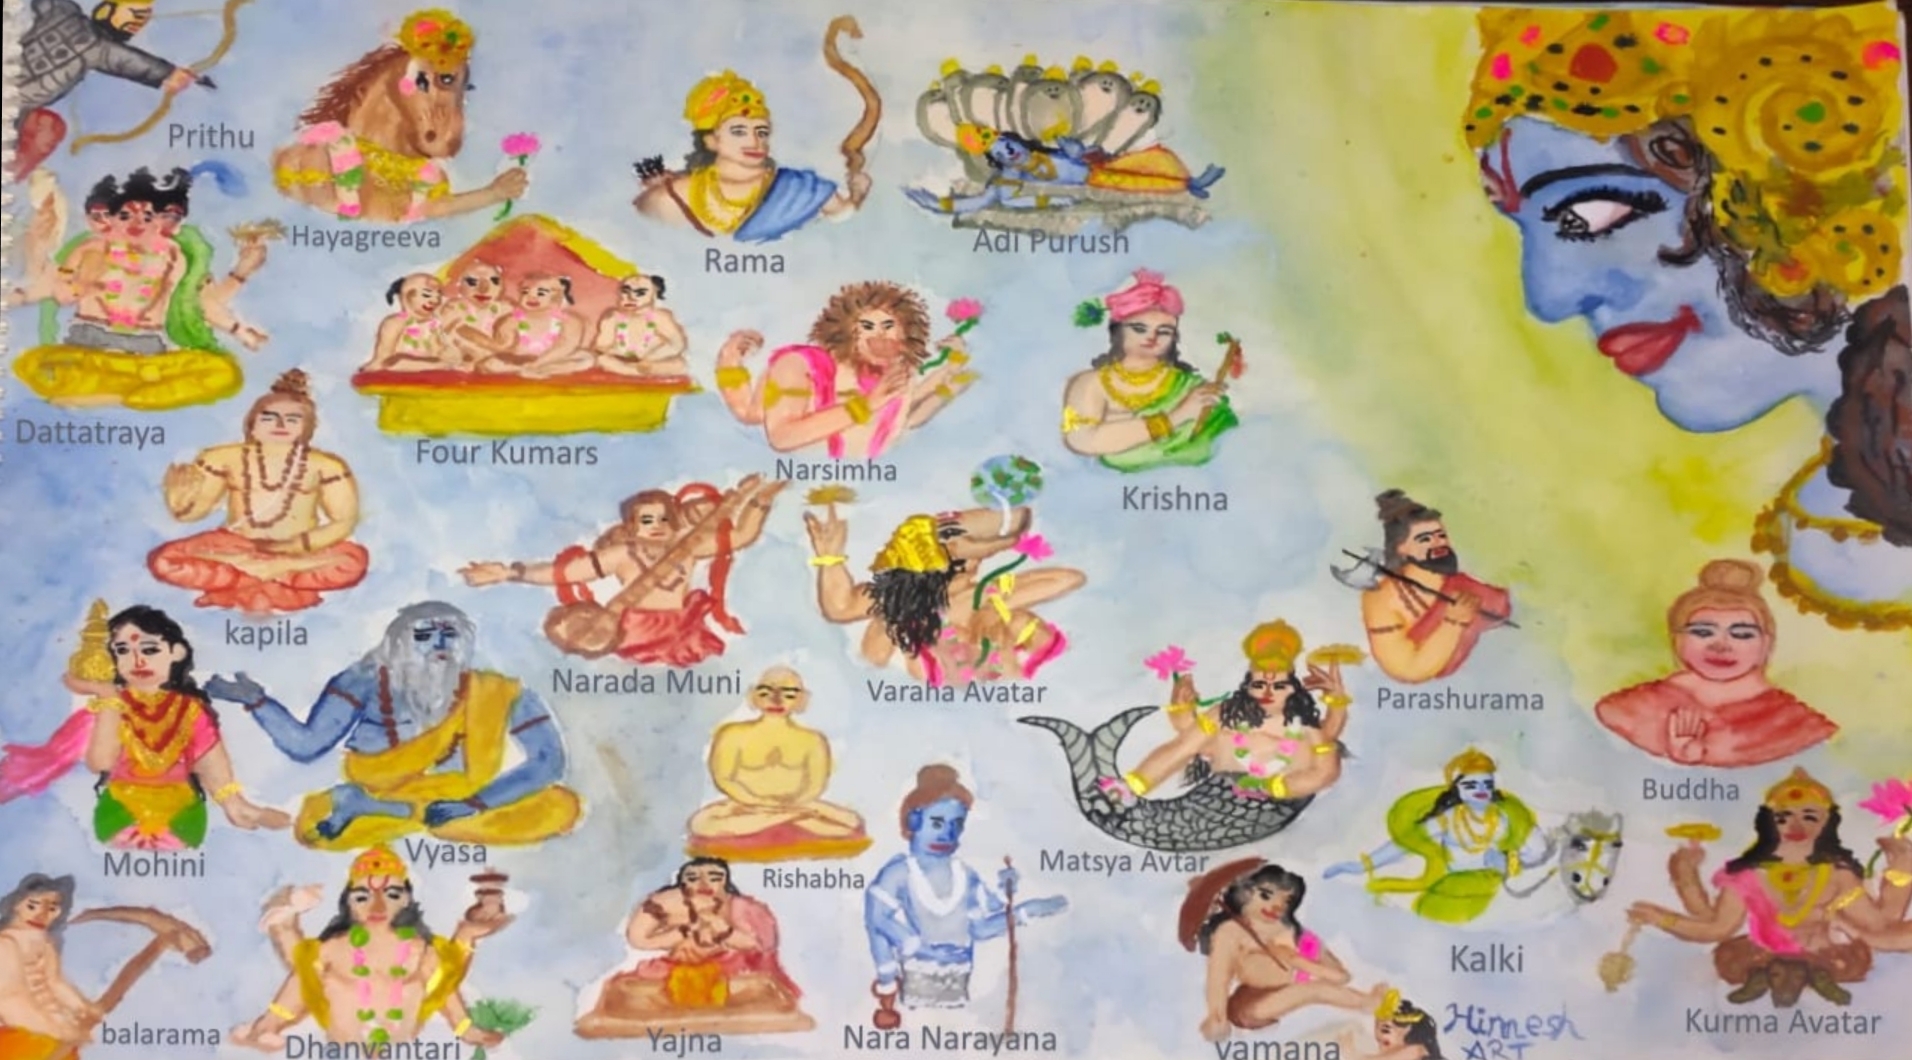 Prithu
Hayagreeva
Rama
Adi Purush
Dattatraya
Four Kumars
Narsimha
Krishna
kapila
Narada Muni
Varaha Avatar
Parashurama
Mohini
Vyasa
Rishabha
Matsya Avtar
Buddha
balarama
Dhanvantari
Yajna
Nara Narayana
vamana
Kalki
Kurma Avatar
Himesh
ART